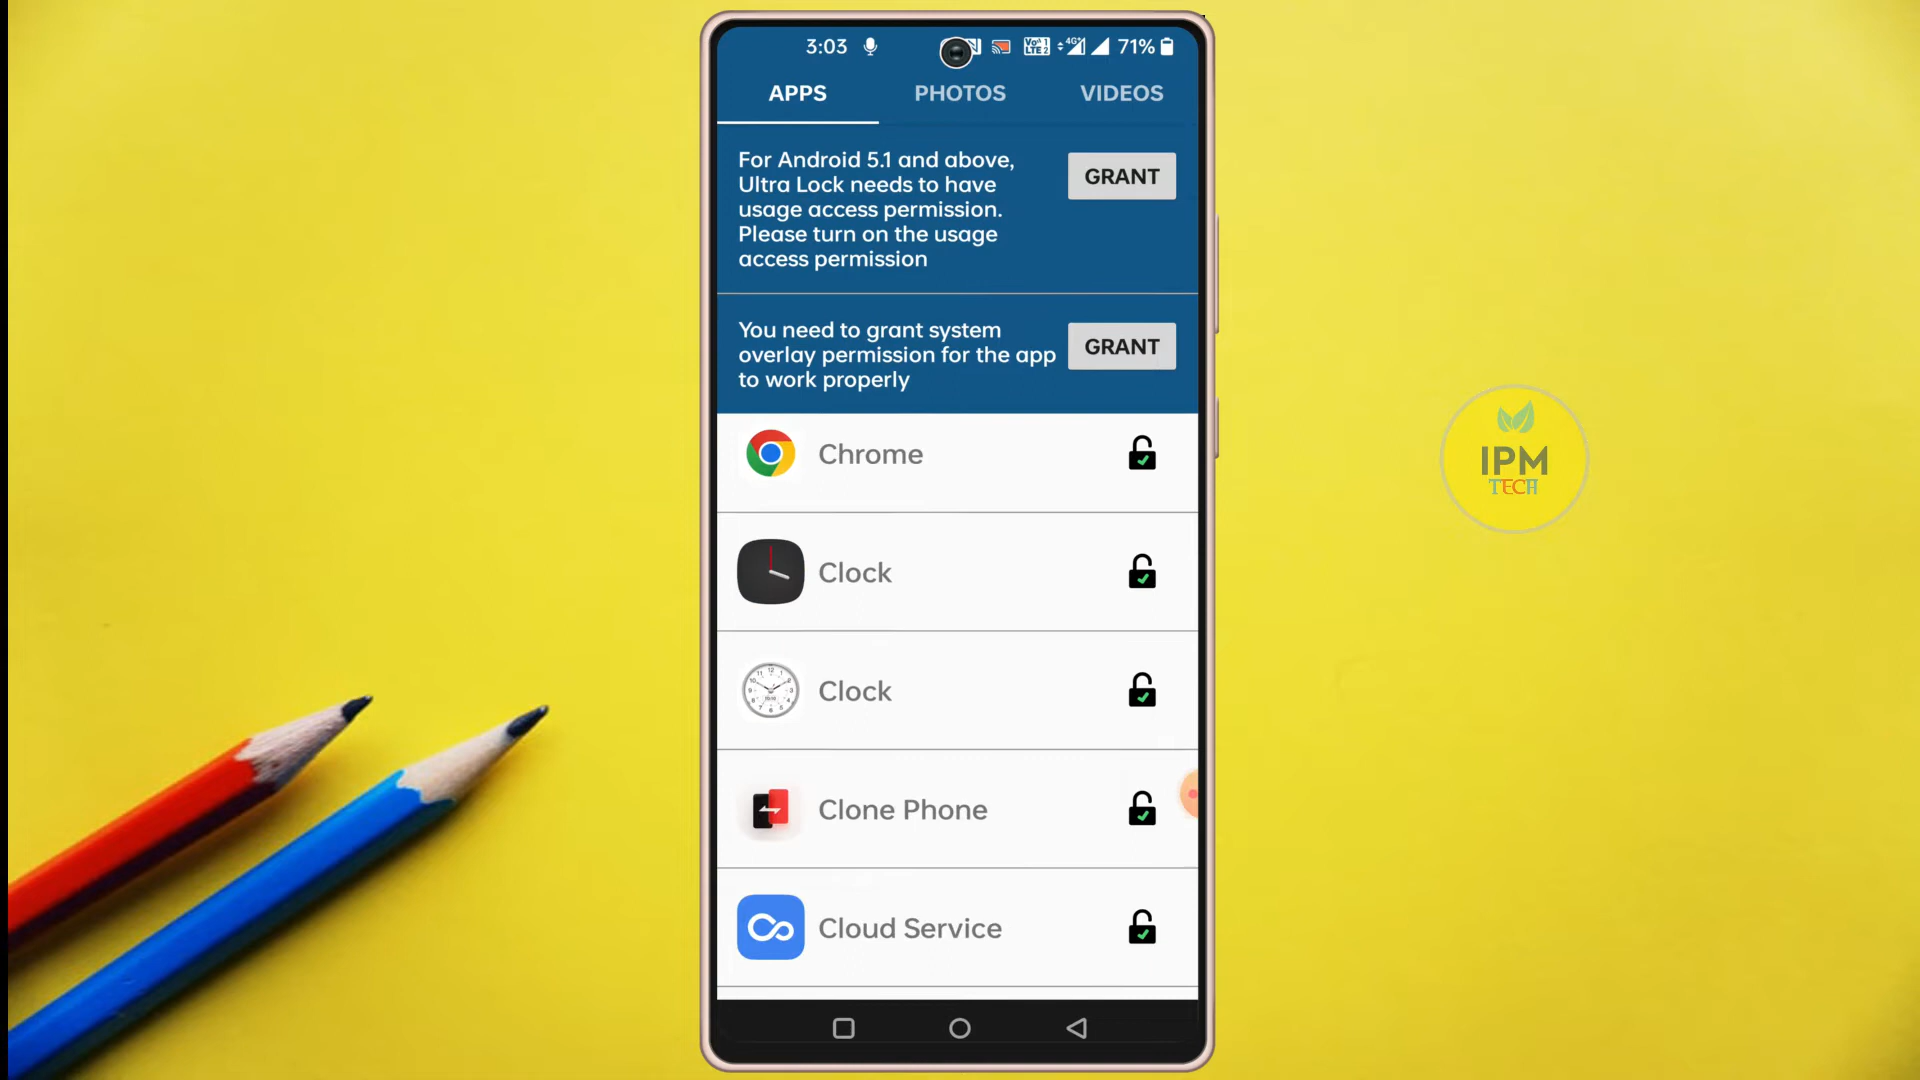 3:03
4G+
71%
APPS PHOTOS VIDEOS
For Android 5.1 and above,
Ultra Lock needs to have
usage access permission.
Please turn on the usage
access permission
GRANT
You need to grant system
overlay permission for the app
to work properly
GRANT
Chrome
Clock
Clock
Clone Phone
Cloud Service
IPM
TECH